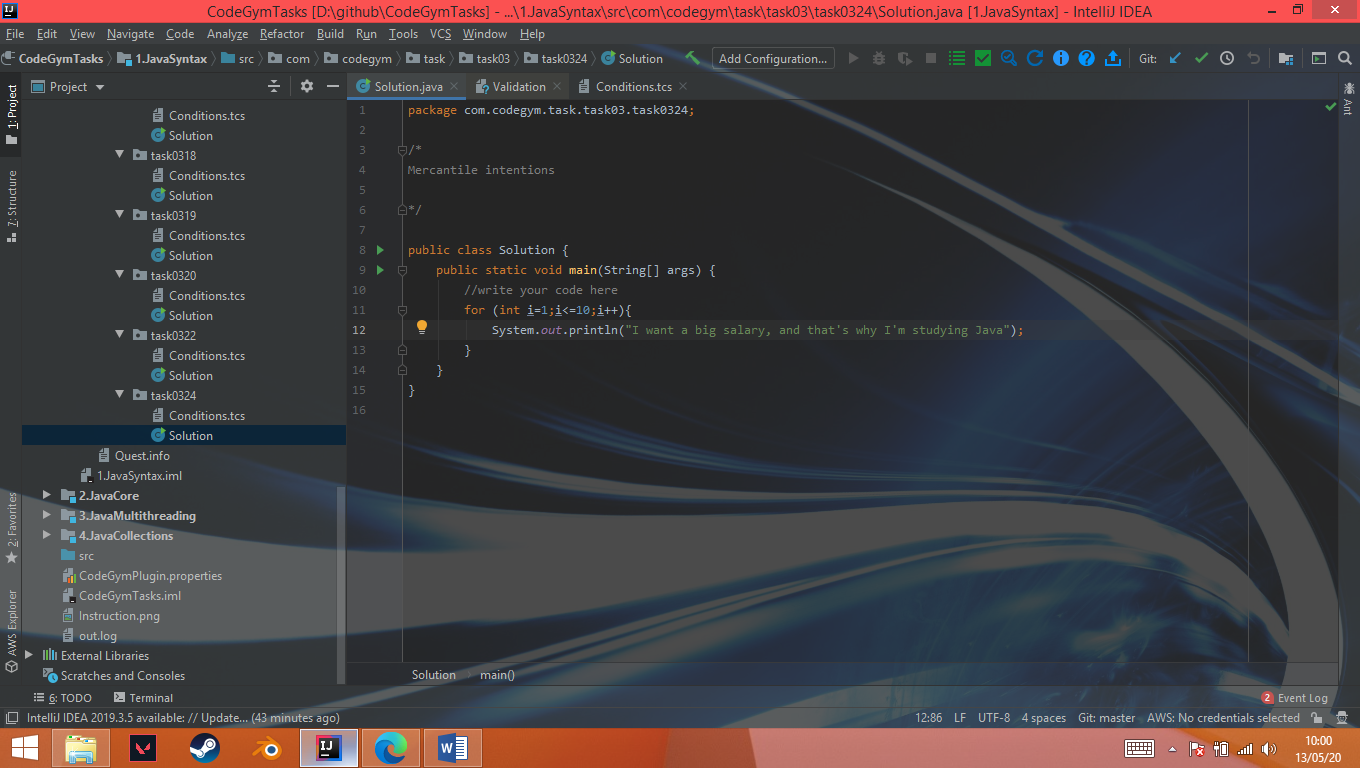 CodeGymTasks [D:\github\CodeGymTasks] - ...\1.JavaSyntax\src\com\codegym\task\task03\task0324\Solution.java [1.JavaSyntax] - IntelliJ IDEA
File Edit View Navigate Code Analyze Refactor Build Run Tools VCS Window Help
CodeGymTasks 1.JavaSyntax src com codegym task task03 task0324 Solution Add Configuration... Git:
1: Project
7: Structure
2: Favorites
AWS Explorer
Project
Conditions.tcs
Solution
task0318
Conditions.tcs
Solution
task0319
Conditions.tcs
Solution
task0320
Conditions.tcs
Solution
task0322
Conditions.tcs
Solution
task0324
Conditions.tcs
Solution
Quest.info
1.JavaSyntax.iml
2.JavaCore
3.JavaMultithreading
4.JavaCollections
src
CodeGymPlugin.properties
CodeGymTasks.iml
Instruction.png
out.log
External Libraries
Scratches and Consoles
Solution.java Validation Conditions.tcs
1 package com.codegym.task.task03.task0324;
2
3 /*
4 Mercantile intentions
5
6 */
7
8 public class Solution {
9 public static void main(String[] args) {
10 //write your code here
11 for (int i=1;i<=10;i++){
12 System.out.println("I want a big salary, and that's why I'm studying Java");
13 }
14 }
15 }
16
Ant
Solution main()
6: TODO Terminal 2 Event Log
IntelliJ IDEA 2019.3.5 available: // Update... (43 minutes ago) 12:86 LF UTF-8 4 spaces Git: master AWS: No credentials selected
10:00
13/05/20